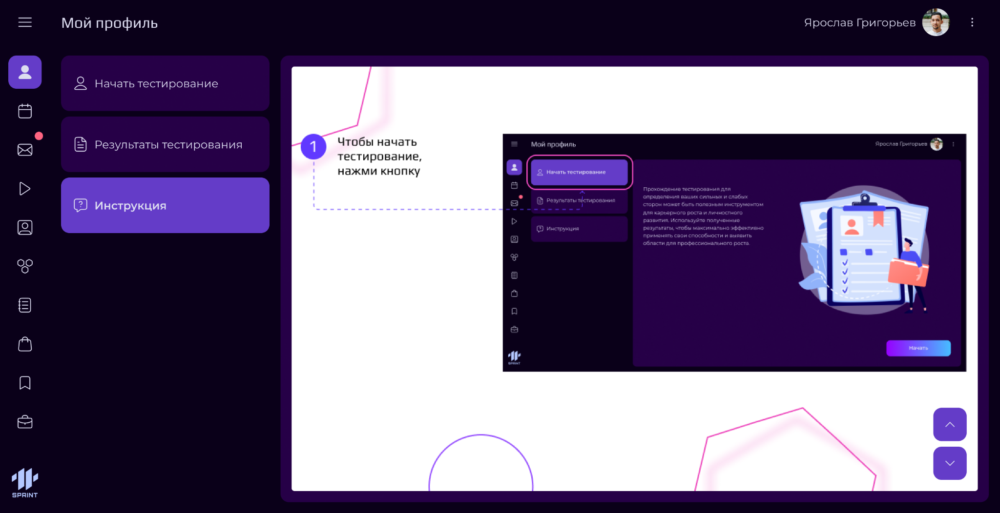 Мой профиль
Ярослав Григорьев
Начать тестирование
Результаты тестирования
Инструкция
1
Чтобы начать
тестирование,
нажми кнопку
Мой профиль
Ярослав Григорьев
Начать тестирование
Результаты тестирования
Инструкция
Прохождение тестирования для
определения ваших сильных и слабых
сторон может быть полезным инструментом
для карьерного роста и личностного
развития. Используйте полученные
результаты, чтобы максимально эффективно
применять свои способности и выявить
области для профессионального роста.
Начать
SPRINT
SPRINT